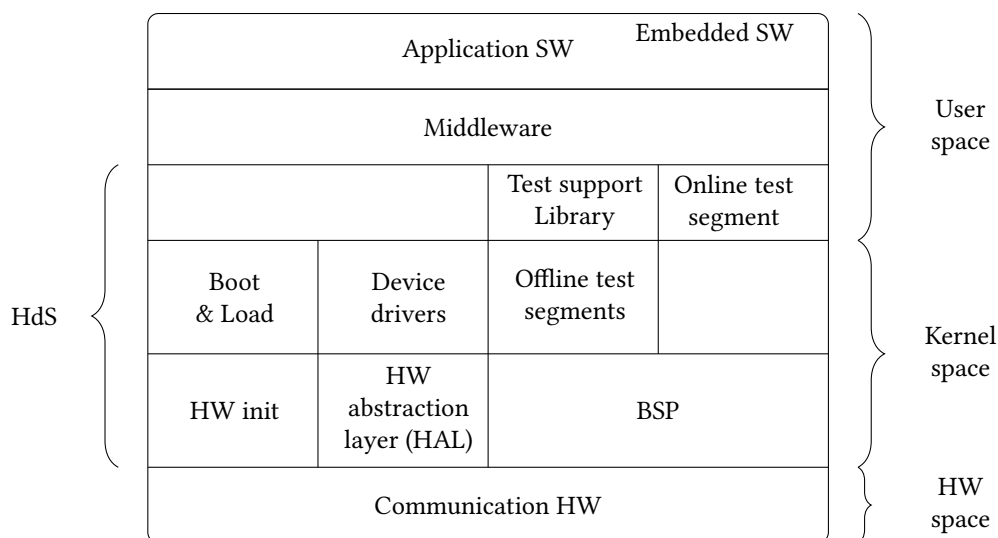 Embedded SW
Application SW
User
space
Middleware
Test support
Library
Online test
segment
HdS
Boot
& Load
Device
drivers
Offline test
segments
Kernel
space
HW init
HW
abstraction
layer (HAL)
BSP
Communication HW
HW
space